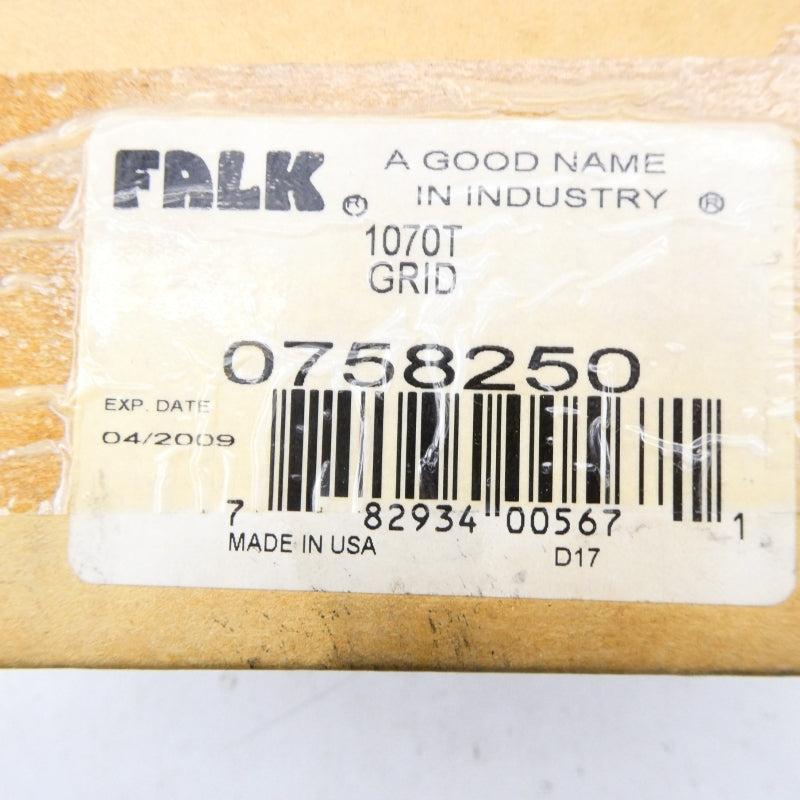 FALK ® A GOOD NAME
IN INDUSTRY ®
1070T
GRID
0758250
EXP. DATE
04/2009
7 82934 00567 1
MADE IN USA D17